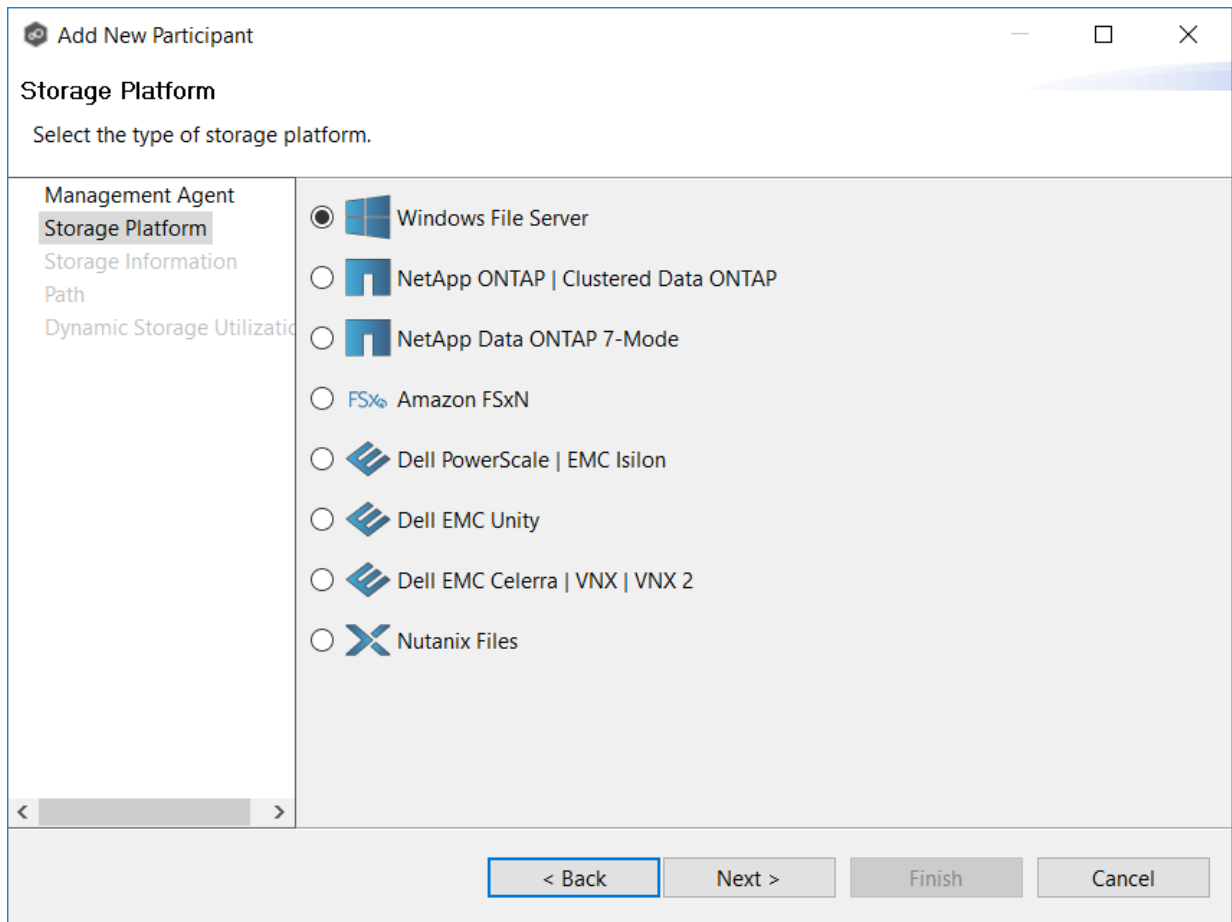 Add New Participant
Storage Platform
Select the type of storage platform.
Management Agent
Storage Platform
Storage Information
Path
Dynamic Storage Utilizatio
Windows File Server
NetApp ONTAP | Clustered Data ONTAP
NetApp Data ONTAP 7-Mode
FSx Amazon FSxN
Dell PowerScale | EMC Isilon
Dell EMC Unity
Dell EMC Celerra | VNX | VNX 2
Nutanix Files
< Back Next > Finish Cancel